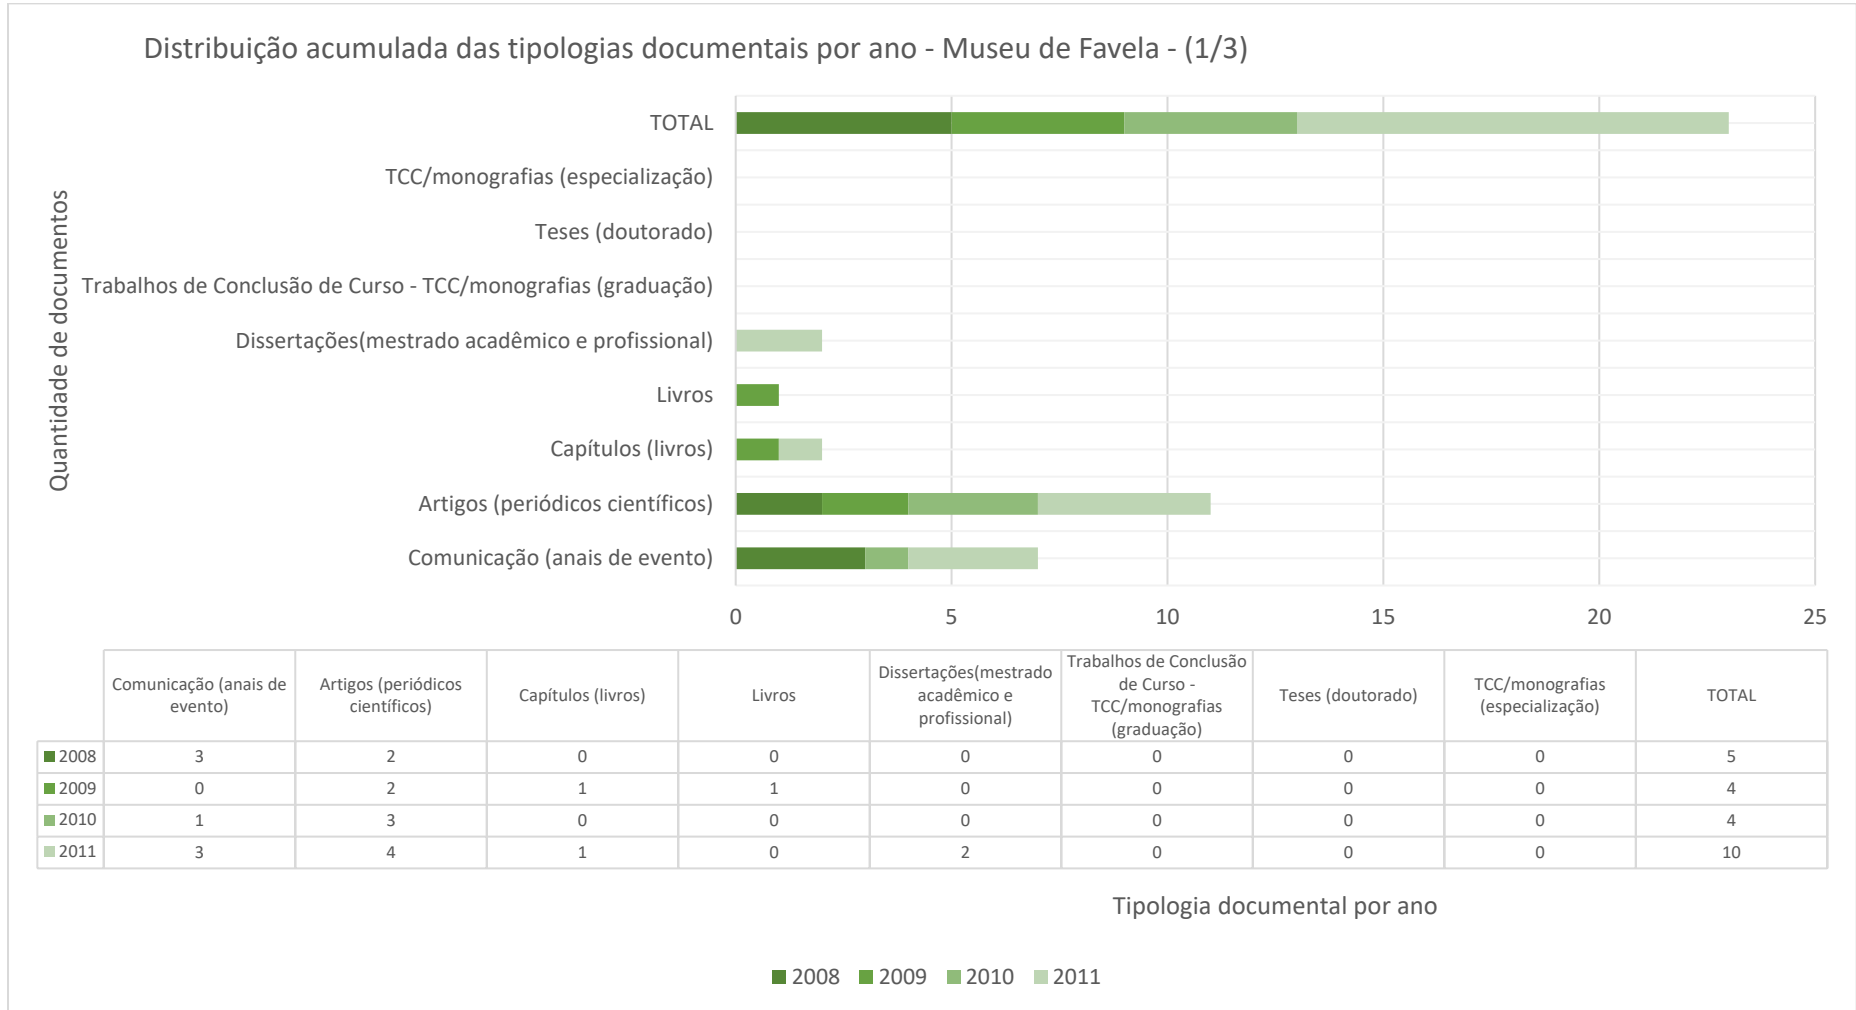 Distribuição acumulada das tipologias documentais por ano - Museu de Favela - (1/3)
Quantidade de documentos
TOTAL
TCC/monografias (especialização)
Teses (doutorado)
Trabalhos de Conclusão de Curso - TCC/monografias (graduação)
Dissertações(mestrado acadêmico e profissional)
Livros
Capítulos (livros)
Artigos (periódicos científicos)
Comunicação (anais de evento)
0 5 10 15 20 25
Comunicação (anais de
evento)
Artigos (periódicos
científicos)
Capítulos (livros)
Livros
Dissertações(mestrado
acadêmico e
profissional)
Trabalhos de Conclusão
de Curso -
TCC/monografias
(graduação)
Teses (doutorado)
TCC/monografias
(especialização)
TOTAL
2008 3 2 0 0 0 0 0 0 5
2009 0 2 1 1 0 0 0 0 4
2010 1 3 0 0 0 0 0 0 4
2011 3 4 1 0 2 0 0 0 10
Tipologia documental por ano
2008 2009 2010 2011